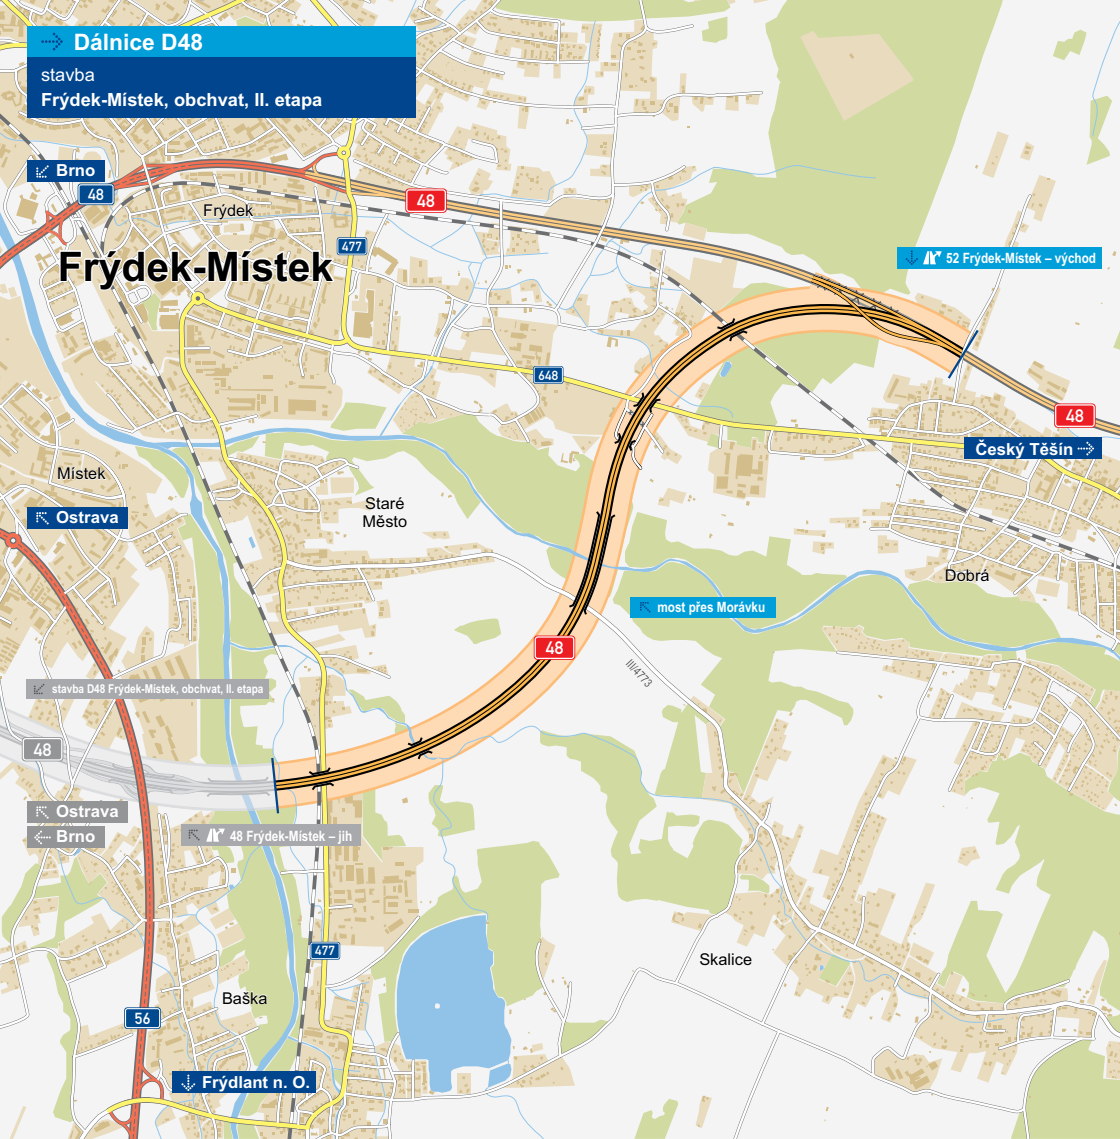 Dálnice D48
stavba
Frýdek-Místek, obchvat, II. etapa
Brno
48
48
Frýdek
477
Frýdek-Místek
52 Frýdek-Místek – východ
648
48
Český Těšín
Místek
Staré
Město
Ostrava
Dobrá
most přes Morávku
48
III/4773
stavba D48 Frýdek-Místek, obchvat, II. etapa
48
Ostrava
Brno
48 Frýdek-Místek – jih
477
Skalice
Baška
56
Frýdlant n. O.